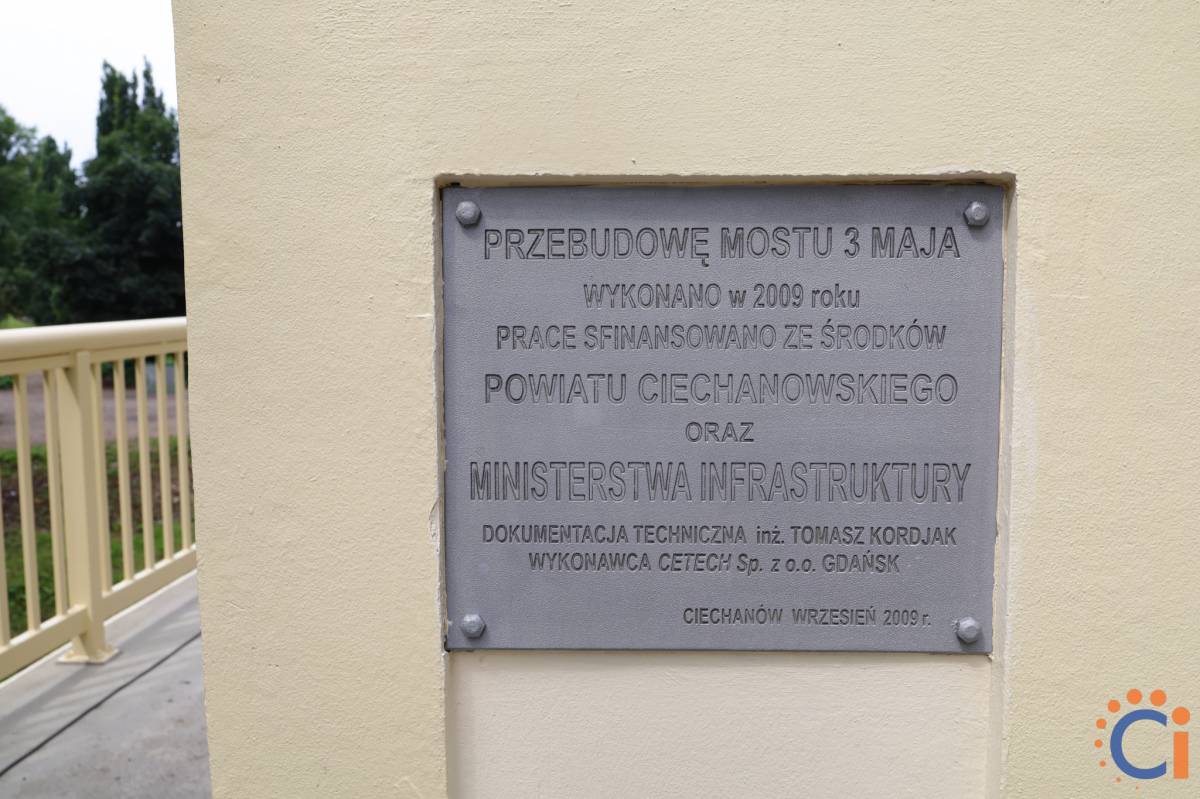 PRZEBUDOWĘ MOSTU 3 MAJA
WYKONANO w 2009 roku
PRACE SFINANSOWANO ZE ŚRODKÓW
POWIATU CIECHANOWSKIEGO
ORAZ
MINISTERSTWA INFRASTRUKTURY
DOKUMENTACJA TECHNICZNA inż. TOMASZ KORDJAK
WYKONAWCA CETECH Sp. z o.o. GDAŃSK
CIECHANÓW WRZESIEŃ 2009 r.
Ci